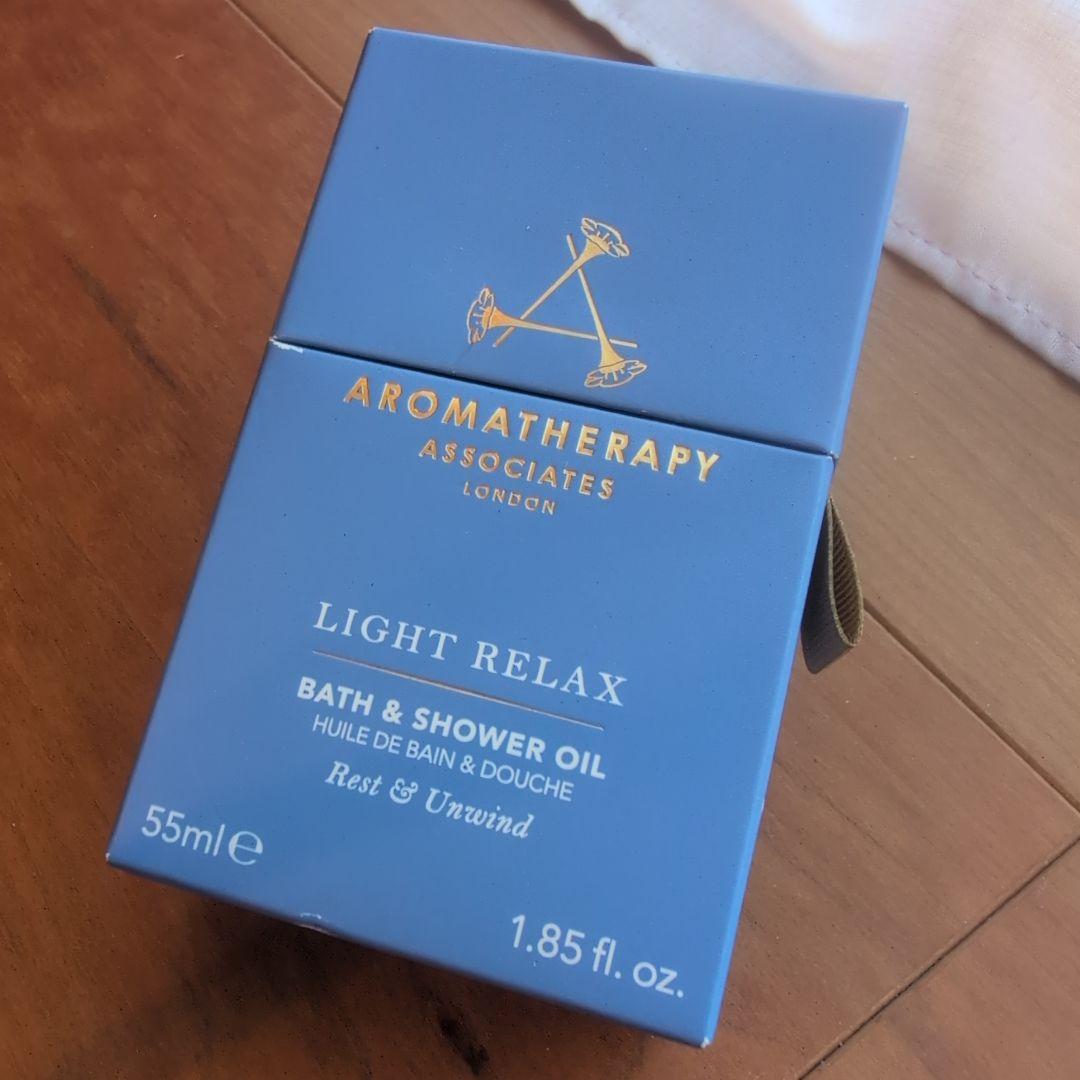 AROMATHERAPY
ASSOCIATES
LONDON
LIGHT RELAX
BATH & SHOWER OIL
HUILE DE BAIN & DOUCHE
Rest & Unwind
55ml ℮
1.85 fl. oz.